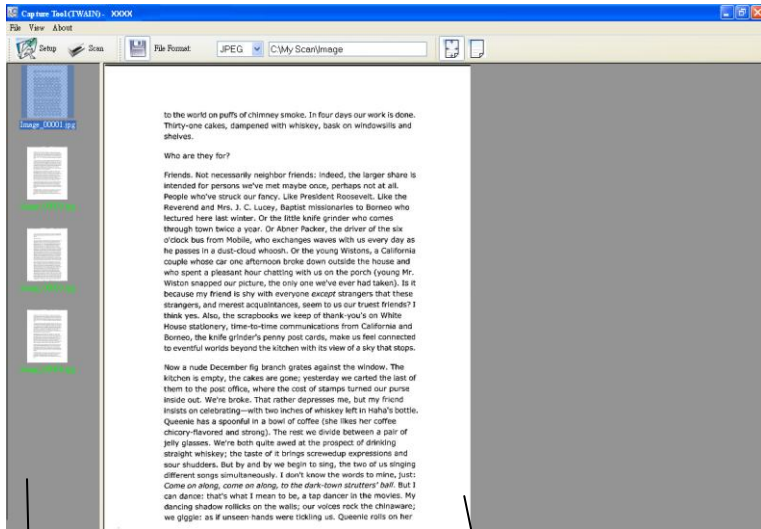 Capture Tool(TWAIN) - XXXX
File View About
Setup Scan File Format: JPEG C:\My Scan\Image
Image_00001.jpg
to the world on puffs of chimney smoke. In four days our work is done.
Thirty-one cakes, dampened with whiskey, bask on windowsills and
shelves.
Who are they for?
Friends. Not necessarily neighbor friends: indeed, the larger share is
intended for persons we've met maybe once, perhaps not at all.
People who've struck our fancy. Like President Roosevelt. Like the
Reverend and Mrs. J. C. Lucey, Baptist missionaries to Borneo who
lectured here last winter. Or the little knife grinder who comes
through town twice a year. Or Abner Packer, the driver of the six
o'clock bus from Mobile, who exchanges waves with us every day as
he passes in a dust-cloud whoosh. Or the young Wistons, a California
couple whose car one afternoon broke down outside the house and
who spent a pleasant hour chatting with us on the porch (young Mr.
Wiston snapped our picture, the only one we've ever had taken). Is it
because my friend is shy with everyone except strangers that these
strangers, and merest acquaintances, seem to us our truest friends? I
think yes. Also, the scrapbooks we keep of thank-you's on White
House stationery, time-to-time communications from California and
Borneo, the knife grinder's penny post cards, make us feel connected
to eventful worlds beyond the kitchen with its view of a sky that stops.
Now a nude December fig branch grates against the window. The
kitchen is empty, the cakes are gone; yesterday we carted the last of
them to the post office, where the cost of stamps turned our purse
inside out. We're broke. That rather depresses me, but my friend
insists on celebrating—with two inches of whiskey left in Haha's bottle.
Queenie has a spoonful in a bowl of coffee (she likes her coffee
chicory-flavored and strong). The rest we divide between a pair of
jelly glasses. We're both quite awed at the prospect of drinking
straight whiskey; the taste of it brings screwedup expressions and
sour shudders. But by and by we begin to sing, the two of us singing
different songs simultaneously. I don't know the words to mine, just:
Come on along, come on along, to the dark-town strutters' ball. But I
can dance: that's what I mean to be, a tap dancer in the movies. My
dancing shadow rollicks on the walls; our voices rock the chinaware;
we giggle: as if unseen hands were tickling us. Queenie rolls on her